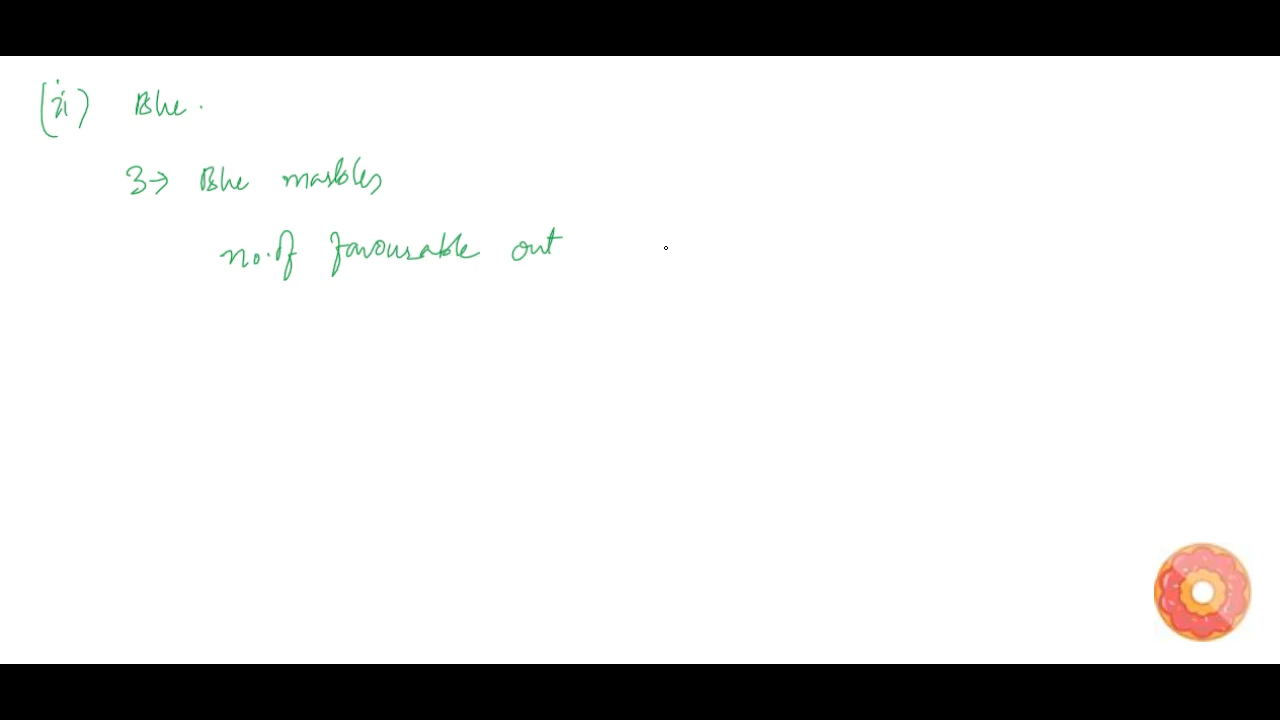 (ii) Blue.
3→ Blue marbles
no. of favourable out